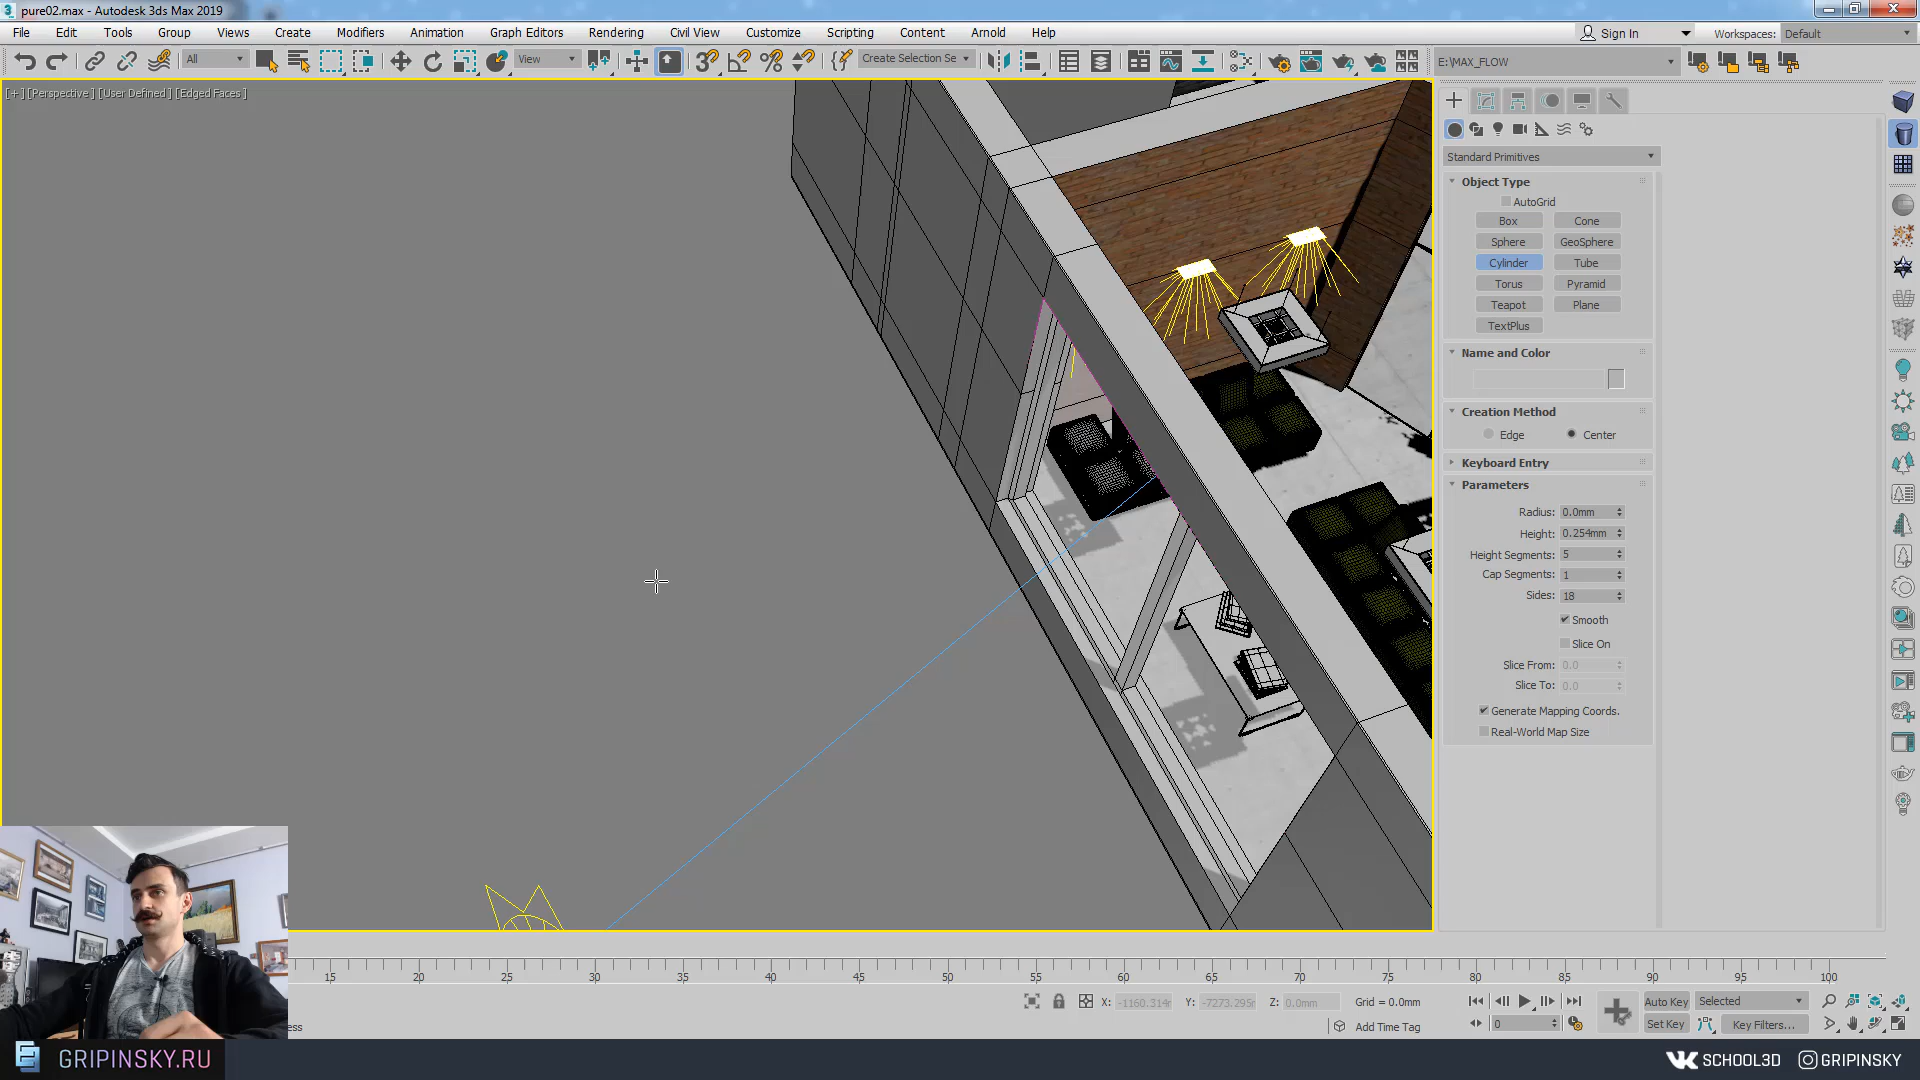 pure02.max - Autodesk 3ds Max 2019
File Edit Tools Group Views Create Modifiers Animation Graph Editors Rendering Civil View Customize Scripting Content Arnold Help
Sign In Workspaces: Default
All View Create Selection Se E:\MAX_FLOW
[+] [Perspective] [User Defined] [Edged Faces]
Standard Primitives
Object Type
AutoGrid
Box Cone
Sphere GeoSphere
Cylinder Tube
Torus Pyramid
Teapot Plane
TextPlus
Name and Color
Creation Method
Edge Center
Keyboard Entry
Parameters
Radius: 0.0mm
Height: 0.254mm
Height Segments: 5
Cap Segments: 1
Sides: 18
Smooth
Slice On
Slice From: 0.0
Slice To: 0.0
Generate Mapping Coords.
Real-World Map Size
15 20 25 30 35 40 45 50 55 60 65 70 75 80 85 90 95 100
X: -1160.314r Y: -7273.295r Z: 0.0mm Grid = 0.0mm
Auto Key Selected
ess
Add Time Tag
0
Set Key Key Filters...
GRIPINSKY.RU
SCHOOL3D GRIPINSKY